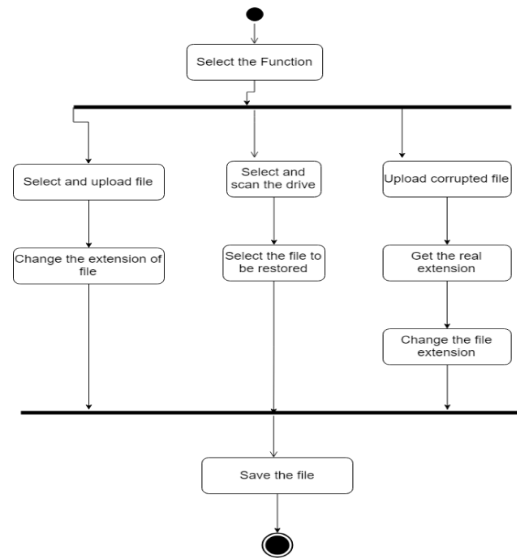 Select the Function
Select and upload file
Select and
scan the drive
Upload corrupted file
Change the extension of
file
Select the file to
be restored
Get the real
extension
Change the file
extension
Save the file